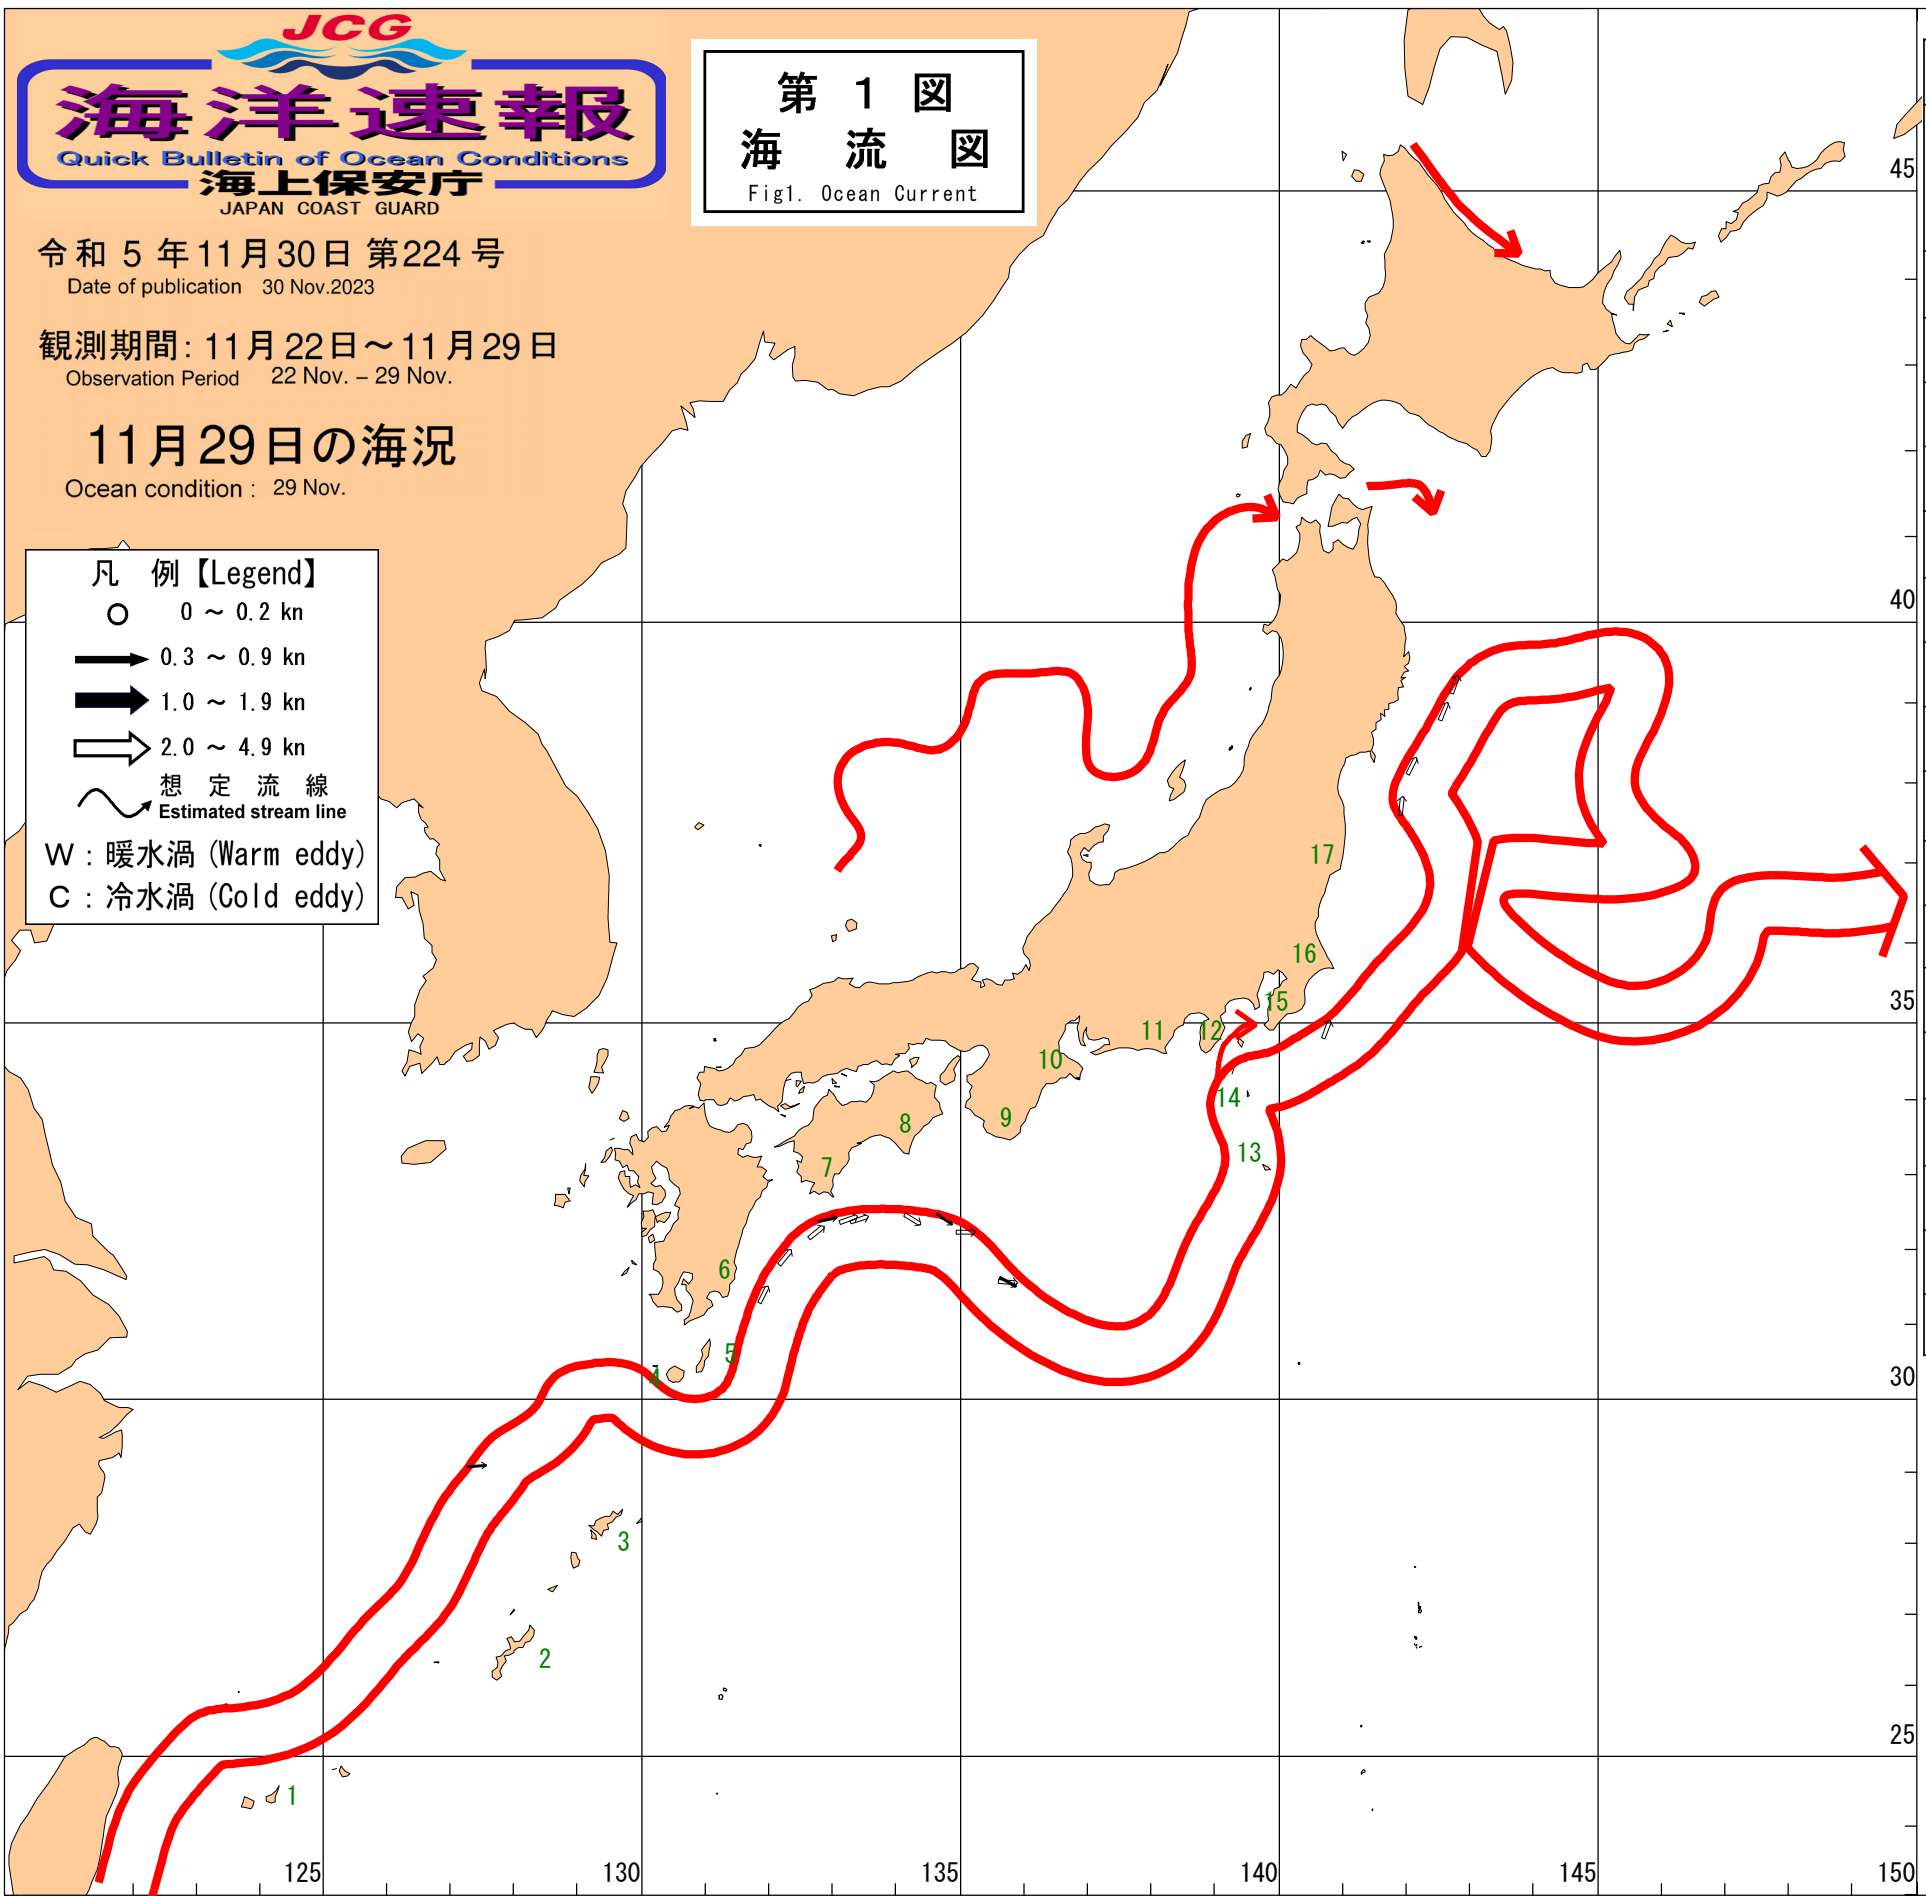 JCG
海洋速報
Quick Bulletin of Ocean Conditions
海上保安庁
JAPAN COAST GUARD
令和 5 年11月30日 第224号
Date of publication 30 Nov.2023
観測期間: 11月22日～11月29日
Observation Period 22 Nov. – 29 Nov.
11月29日の海況
Ocean condition : 29 Nov.
第 1 図
海 流 図
Fig1. Ocean Current
凡 例【Legend】
0 ～ 0.2 kn
0.3 ～ 0.9 kn
1.0 ～ 1.9 kn
2.0 ～ 4.9 kn
想 定 流 線
Estimated stream line
W : 暖水渦 (Warm eddy)
C : 冷水渦 (Cold eddy)
45
40
35
30
25
17
16
15
12
11
10
14
9
8
13
7
6
5
4
3
2
1
125
130
135
140
145
150